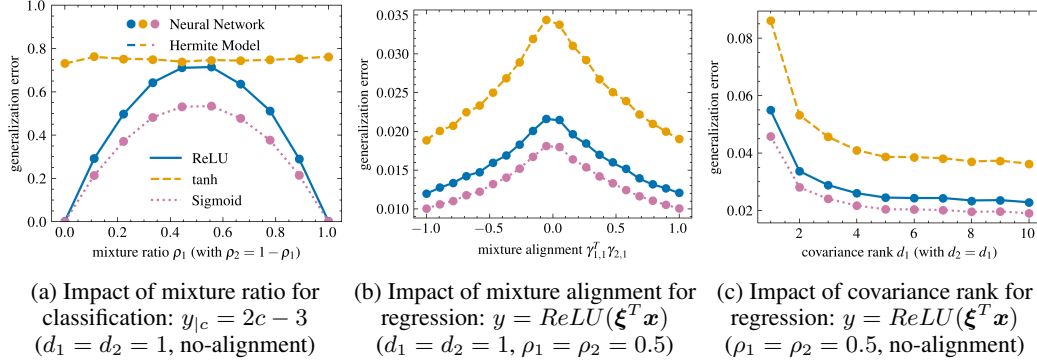 generalization error
1.0
0.8
0.6
0.4
0.2
0.0
Neural Network
Hermite Model
ReLU
tanh
Sigmoid
0.0 0.2 0.4 0.6 0.8 1.0
mixture ratio ρ₁ (with ρ₂ = 1 − ρ₁)
(a) Impact of mixture ratio for
classification: y|c = 2c − 3
(d₁ = d₂ = 1, no-alignment)
generalization error
0.035
0.030
0.025
0.020
0.015
0.010
−1.0 −0.5 0.0 0.5 1.0
mixture alignment γᵀ₁,₁γ₂,₁
(b) Impact of mixture alignment for
regression: y = ReLU(ξᵀx)
(d₁ = d₂ = 1, ρ₁ = ρ₂ = 0.5)
generalization error
0.08
0.06
0.04
0.02
2 4 6 8 10
covariance rank d₁ (with d₂ = d₁)
(c) Impact of covariance rank for
regression: y = ReLU(ξᵀx)
(ρ₁ = ρ₂ = 0.5, no-alignment)